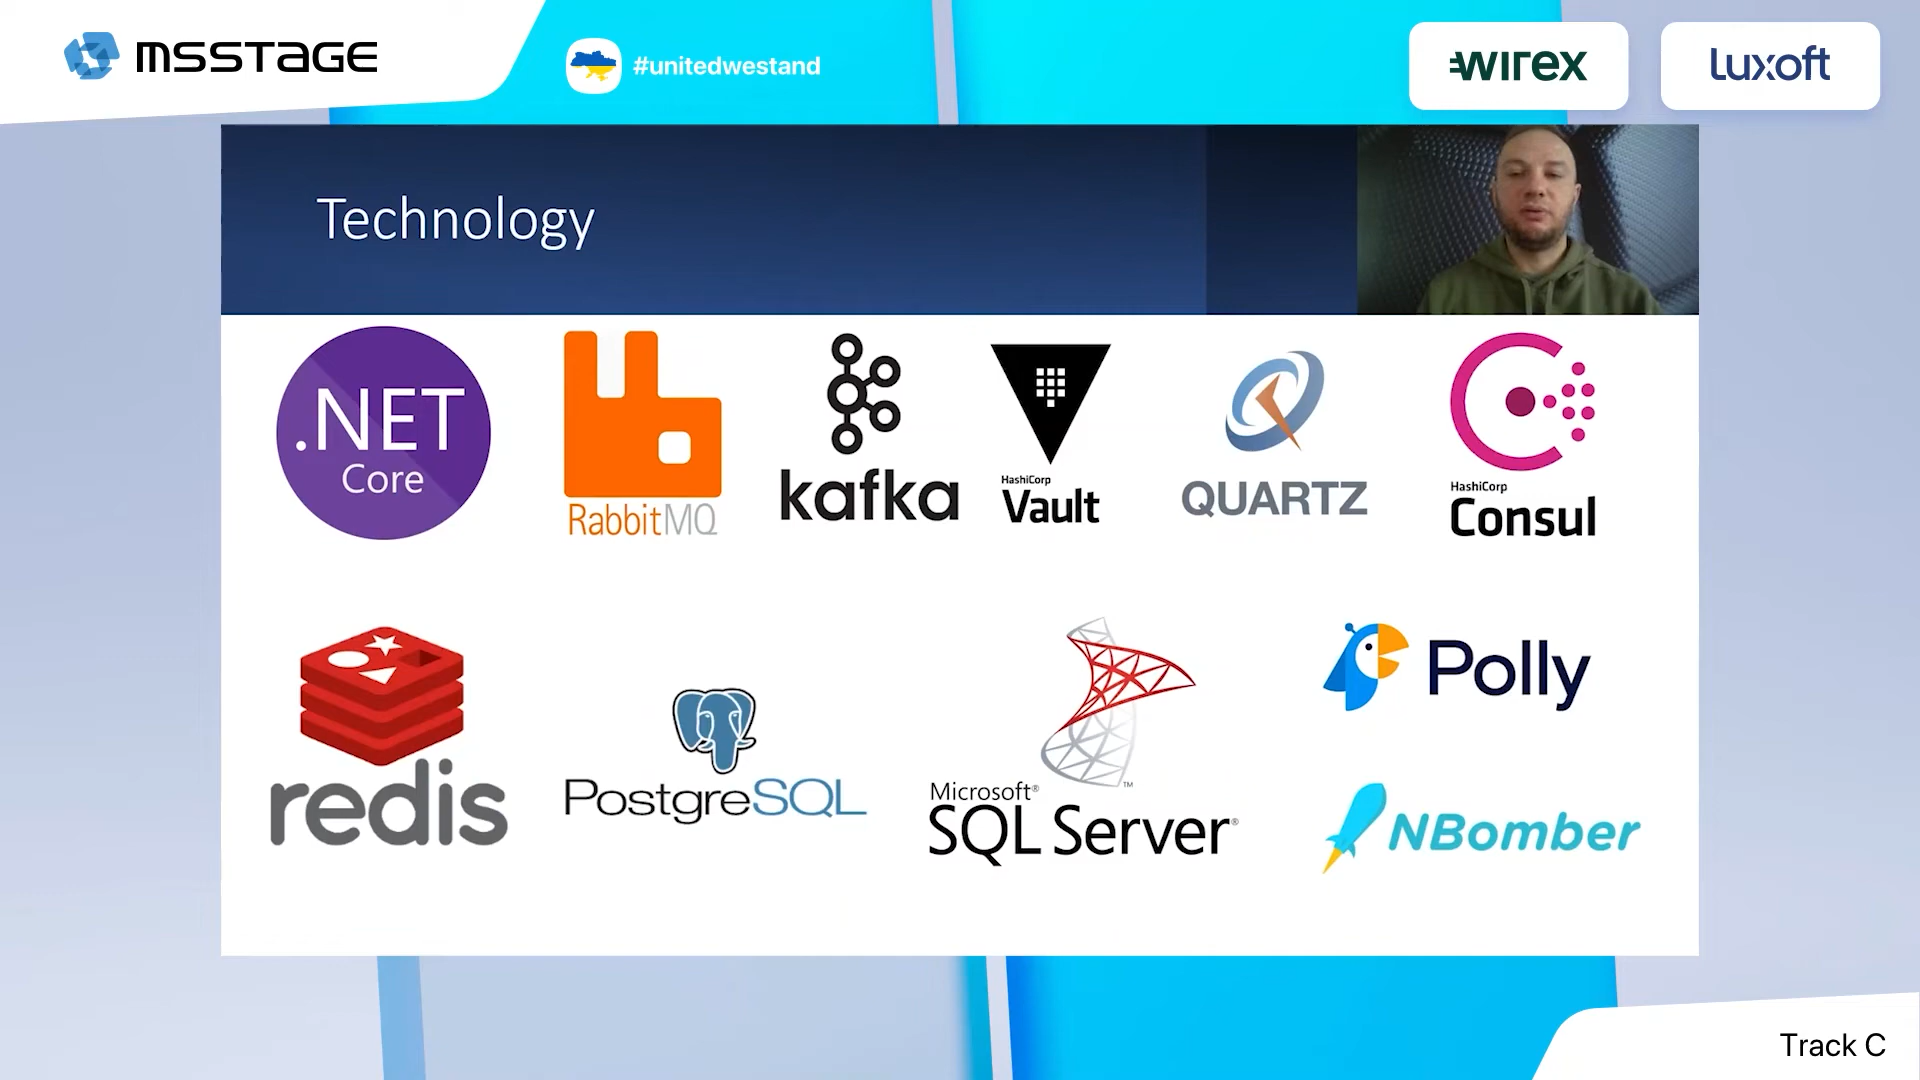 MSSTAGE
#unitedwestand
wirex
luxoft
Technology
.NET
Core
RabbitMQ
kafka
HashiCorp
Vault
QUARTZ
HashiCorp
Consul
redis
PostgreSQL
Microsoft®
SQL Server®
TM
Polly
NBomber
Track C